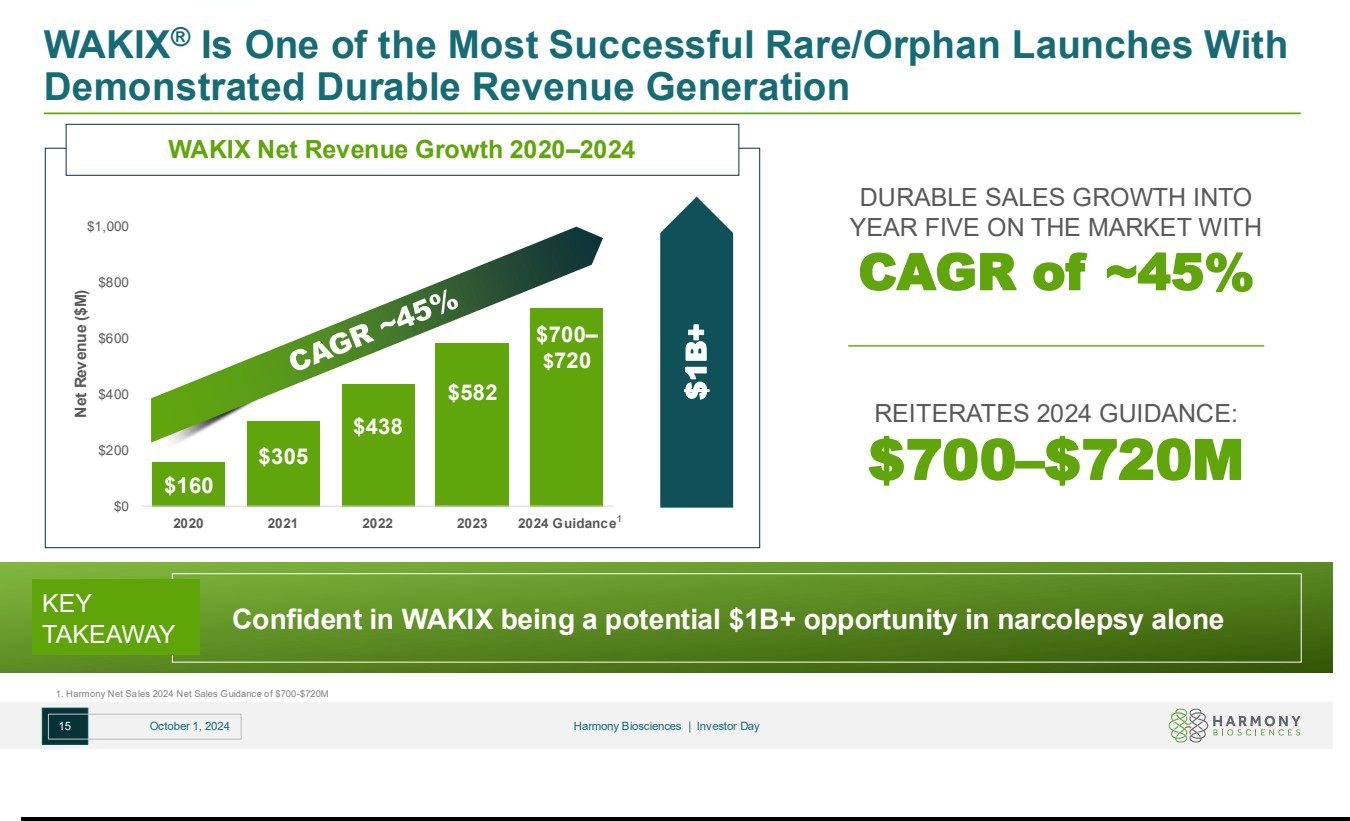 WAKIX® Is One of the Most Successful Rare/Orphan Launches With
Demonstrated Durable Revenue Generation
WAKIX Net Revenue Growth 2020–2024
Net Revenue ($M)
$1,000
$800
$600
$400
$200
$0
CAGR ~45%
$160
$305
$438
$582
$700–
$720
2020
2021
2022
2023
2024 Guidance1
$1B+
DURABLE SALES GROWTH INTO
YEAR FIVE ON THE MARKET WITH
CAGR of ~45%
REITERATES 2024 GUIDANCE:
$700–$720M
KEY
TAKEAWAY
Confident in WAKIX being a potential $1B+ opportunity in narcolepsy alone
1. Harmony Net Sales 2024 Net Sales Guidance of $700-$720M
15
October 1, 2024
Harmony Biosciences | Investor Day
HARMONY
BIOSCIENCES